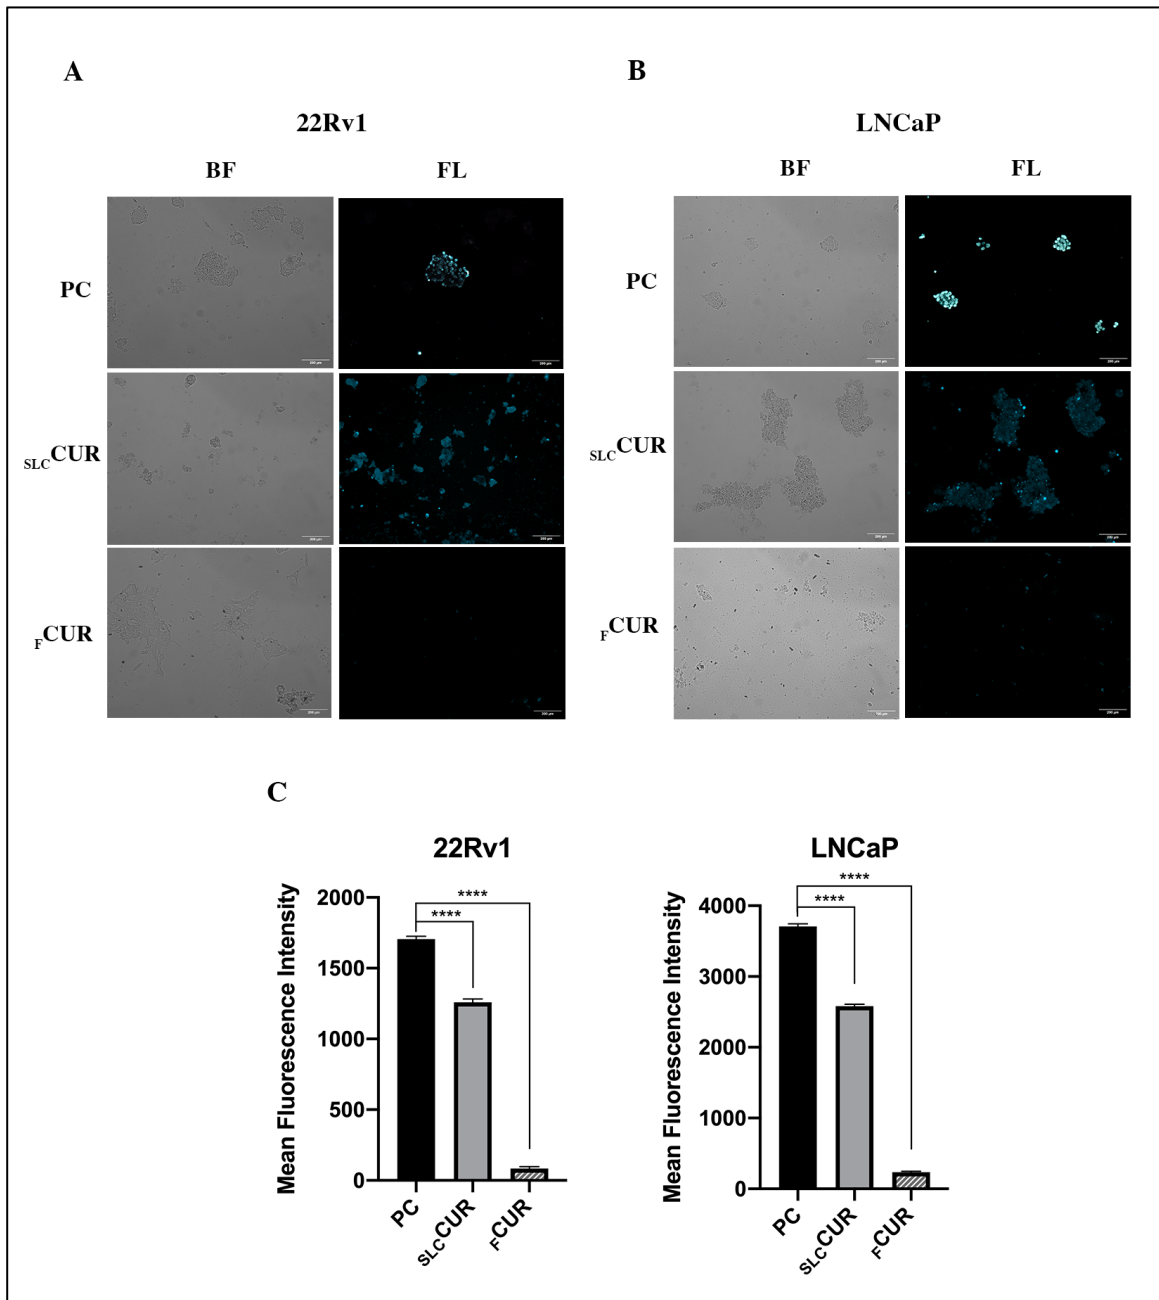 A
B
22Rv1
LNCaP
BF
FL
BF
FL
PC
PC
SLCCUR
SLCCUR
FCUR
FCUR
C
22Rv1
LNCaP
Mean Fluorescence Intensity
2000
1500
1000
500
0
****
****
PC
SLCCUR
FCUR
Mean Fluorescence Intensity
4000
3000
2000
1000
0
****
****
PC
SLCCUR
FCUR